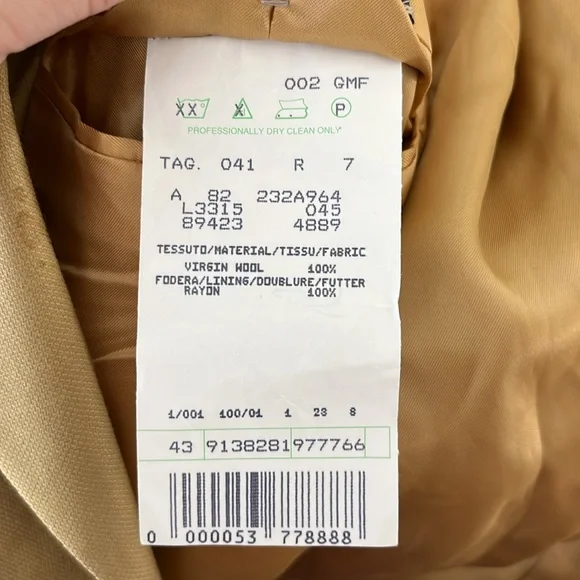 002 GMF
XX P
PROFESSIONALLY DRY CLEAN ONLY
TAG. 041 R 7
A 82 232A964
L3315 045
89423 4889
TESSUTO/MATERIAL/TISSU/FABRIC
VIRGIN WOOL 100%
FODERA/LINING/DOUBLURE/FUTTER
RAYON 100%
1/001 100/01 1 23 8
43 9138281 977766
0 000053 778888